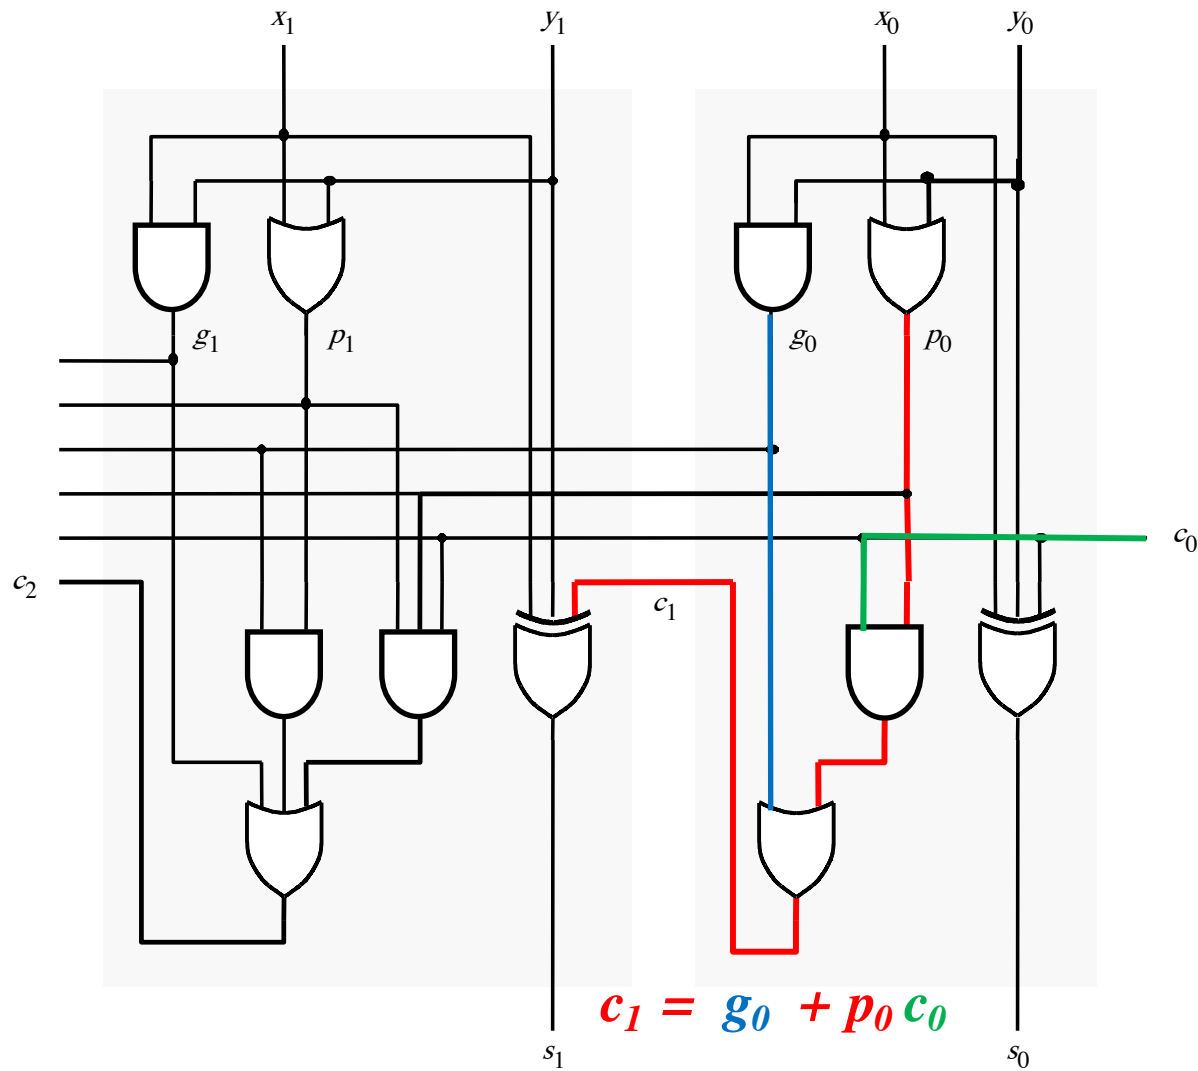 x₁ y₁ x₀ y₀
g₁ p₁ g₀ p₀
c₀
c₂
c₁
c₁ = g₀ + p₀ c₀
s₁ s₀